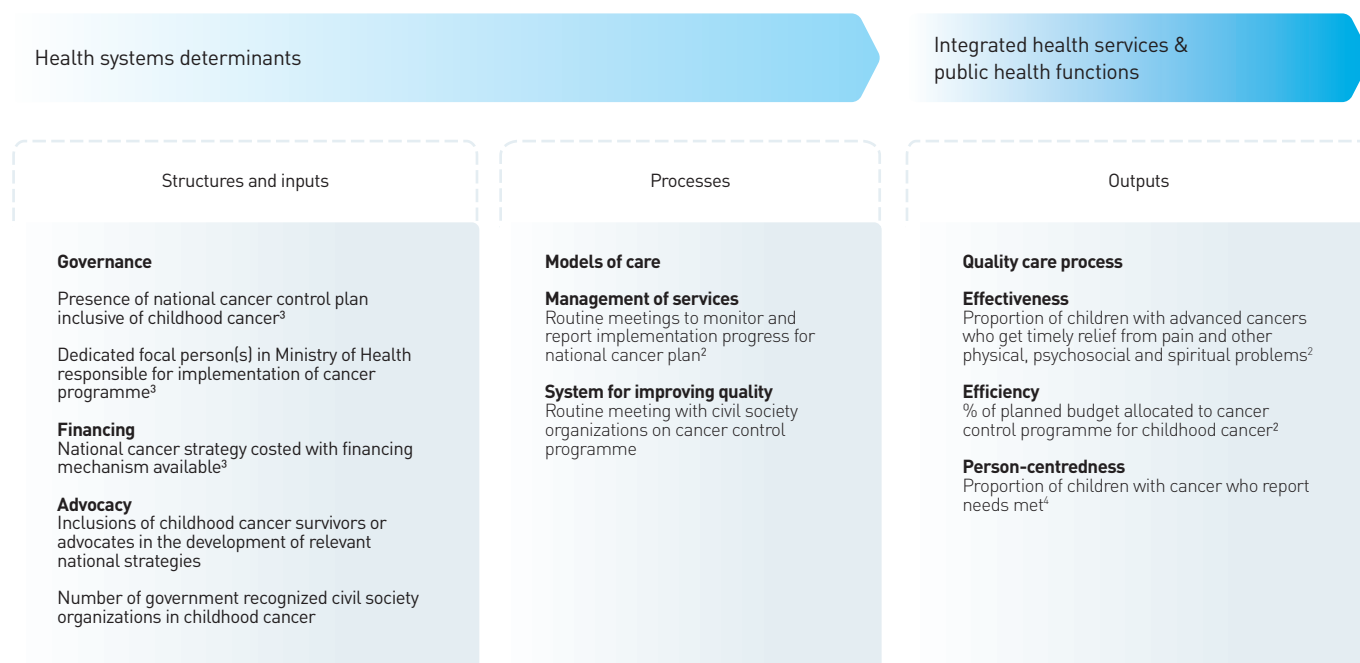 Health systems determinants
Integrated health services &
public health functions
Structures and inputs
Governance
Presence of national cancer control plan
inclusive of childhood cancer³
Dedicated focal person(s) in Ministry of Health
responsible for implementation of cancer
programme³
Financing
National cancer strategy costed with financing
mechanism available³
Advocacy
Inclusions of childhood cancer survivors or
advocates in the development of relevant
national strategies
Number of government recognized civil society
organizations in childhood cancer
Processes
Models of care
Management of services
Routine meetings to monitor and
report implementation progress for
national cancer plan²
System for improving quality
Routine meeting with civil society
organizations on cancer control
programme
Outputs
Quality care process
Effectiveness
Proportion of children with advanced cancers
who get timely relief from pain and other
physical, psychosocial and spiritual problems²
Efficiency
% of planned budget allocated to cancer
control programme for childhood cancer²
Person-centredness
Proportion of children with cancer who report
needs met⁴